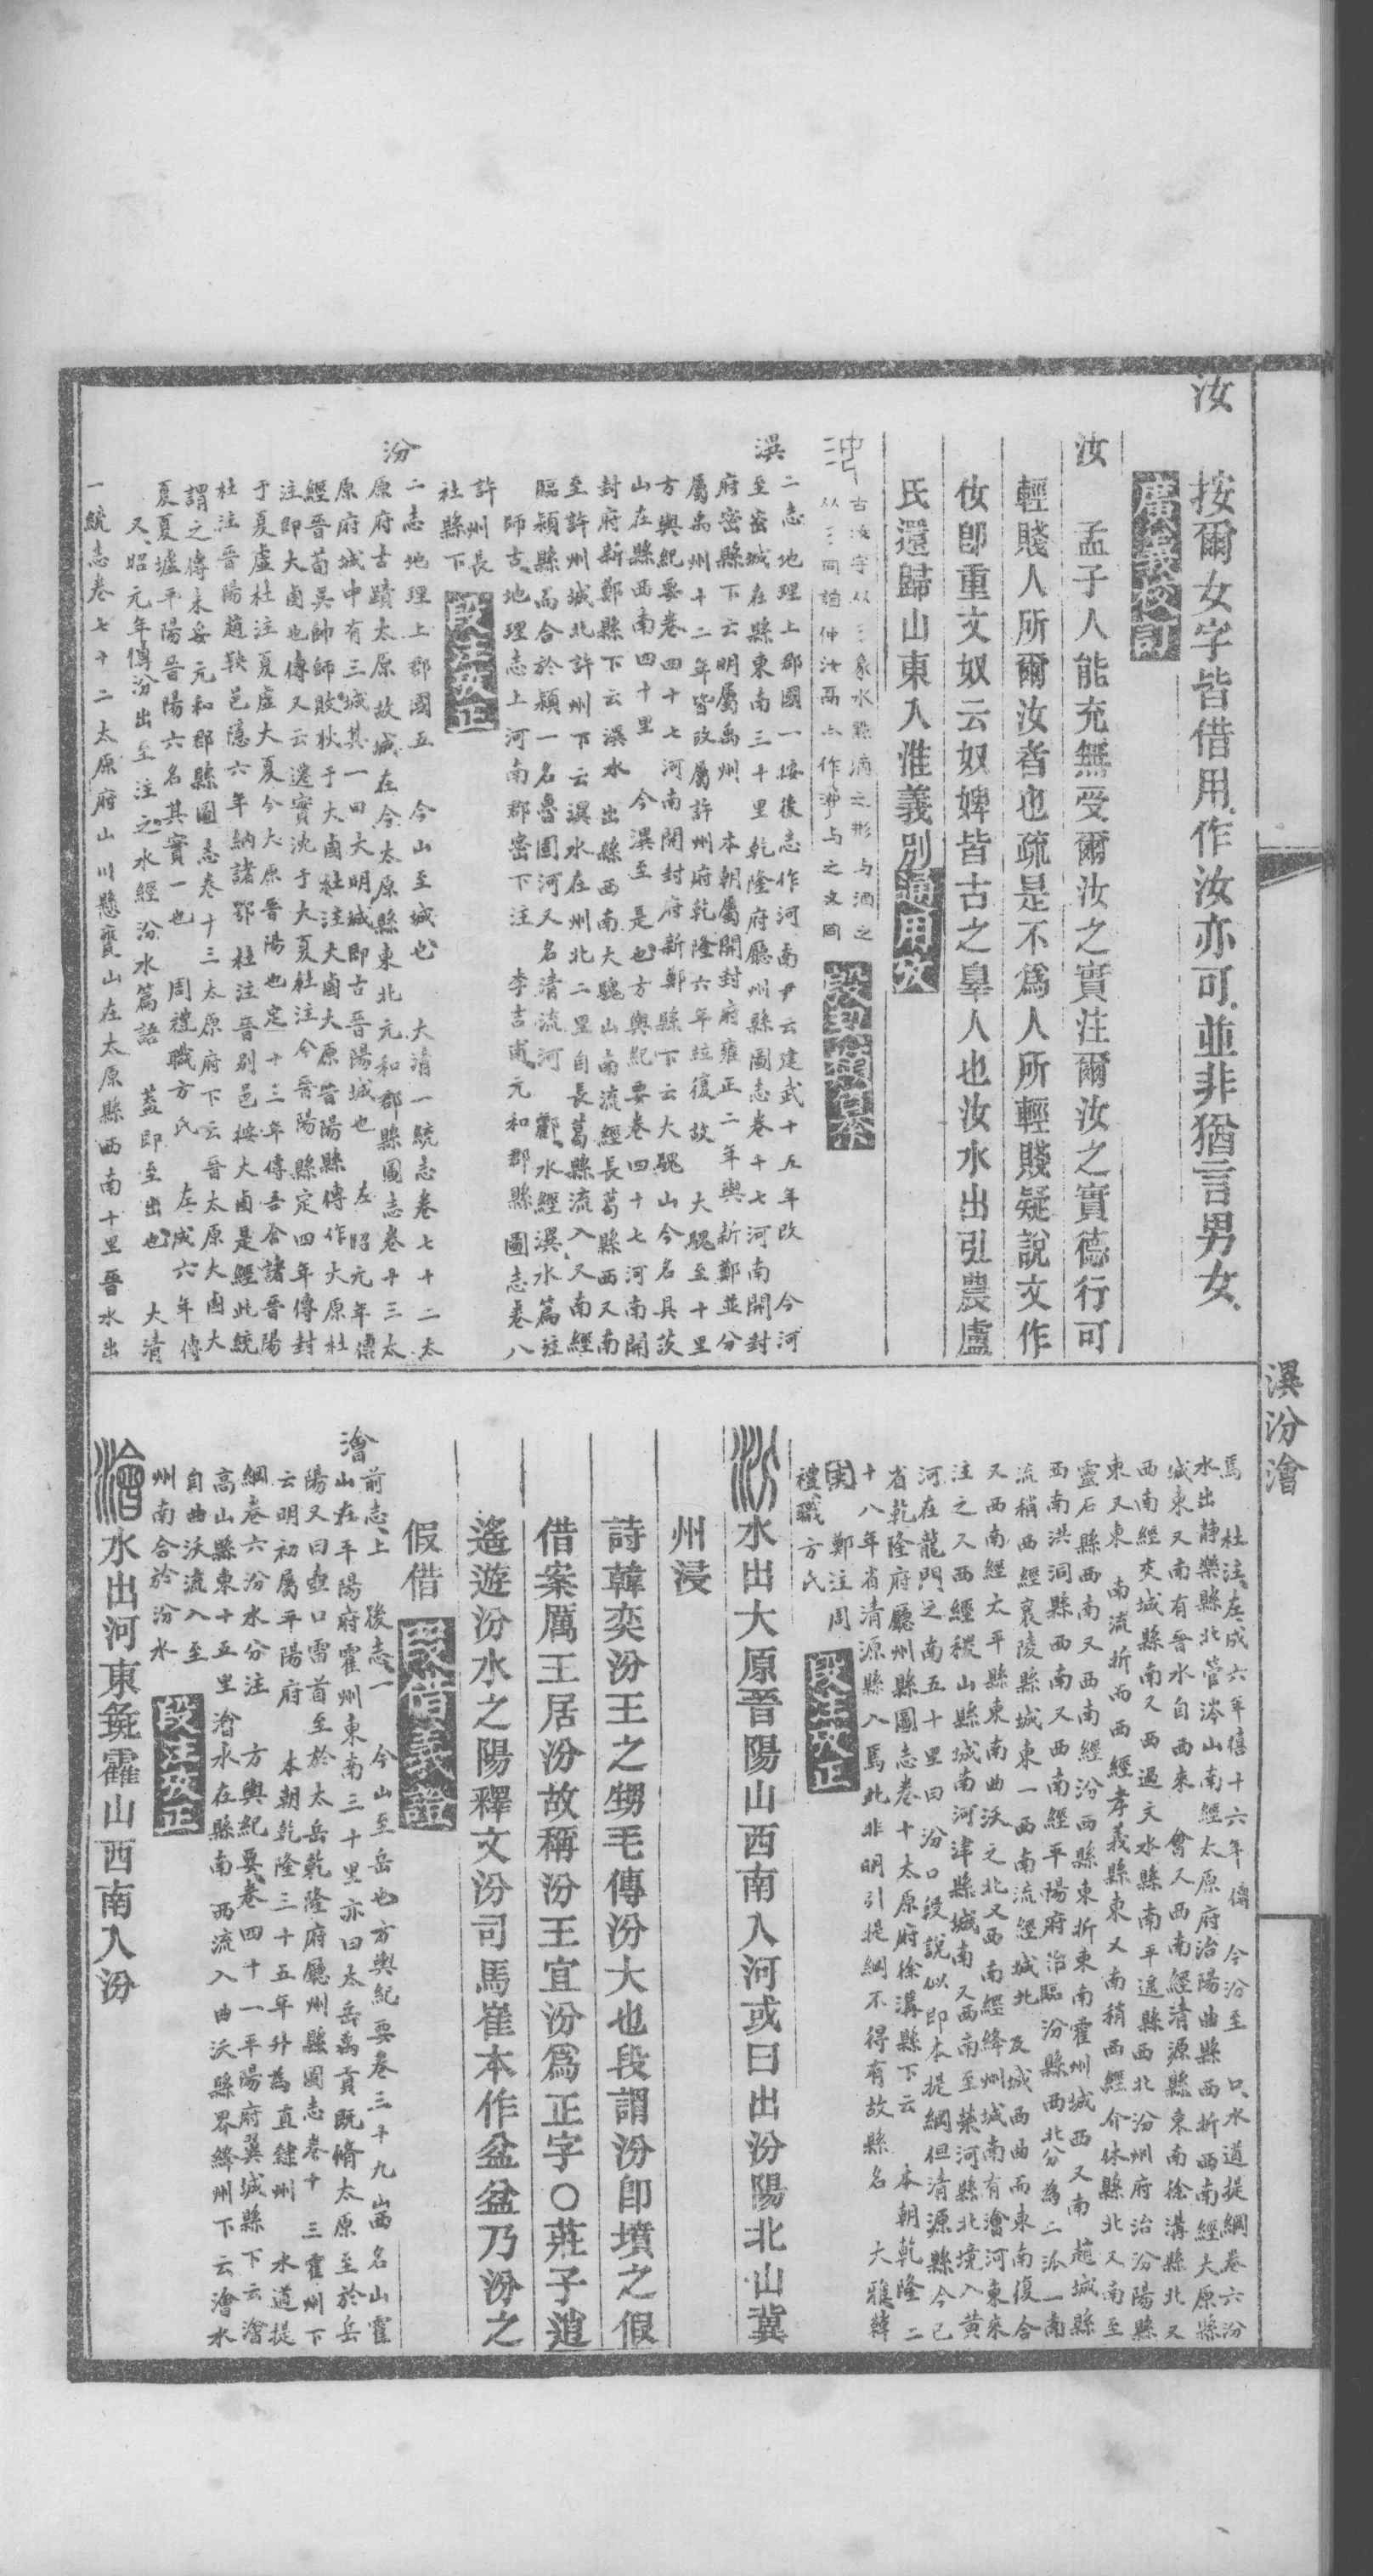 汝
按爾女字皆借用作汝亦可並非猶言男女
廣潛研說
汝　孟子人能充無受爾汝之實注爾汝之實德行可
輕賤人所爾汝者也疏是不爲人所輕賤疑說文作
㚢卽重文奴云奴婢皆古之辠人也汝水出弘農盧
氏還歸山東入淮義別
通用文
古汝字从三象水點滴之形与酒之
段注攷正
潩
二志地理上郡國一按後志作河南尹云建武十五年改　今河
至密城在縣東南三十里乾隆府廳州縣圖志卷十七河南開封
府密縣下云明屬禹州　本朝屬開封府雍正二年與新鄭並分
屬禹州十二年皆改屬許州府乾隆六年竝復故　大騩至十里
方輿紀要卷四十七河南開封府新鄭縣下云大騩山今名具茨
山在縣西南四十里　今潩至　是也方輿紀要卷四十七河南開
封府新鄭縣下云潩水出縣西南大騩山南流經長葛縣西又南
至許州城北許州下云潩水在州北二里自長葛縣流入又南經
臨潁縣而合於潁一名魯固河又名清流河　酈水經潩水篇注
師古地理志上河南郡密下注　李吉甫元和郡縣圖志卷八
許州長
社縣下
段注攷正
汾
二志地理上郡國五　今山至城也　大清一統志卷七十二太
原府古蹟太原故城在今太原縣東北元和郡縣圖志卷十三太
原府城中有三城其一曰大明城卽古晉陽城也　左昭元年傳
經晉荀吳帥師敗狄于大鹵杜注大鹵大原晉陽縣傳作大原杜
注卽大鹵也傳又云遷實沈于大夏杜注今晉陽縣定四年傳封
于夏虛杜注夏虛大夏今大原晉陽也定十三年傳吾舍諸晉陽
杜注晉陽趙鞅邑隱六年納諸鄂杜注晉別邑按大鹵是經此統
謂之傳未妥元和郡縣圖志卷十三太原府下云晉太原大鹵大
夏夏墟平陽晉陽六名其實一也　周禮職方氏　左成六年傳
又昭元年傳汾出至注之水經汾水篇語　蓋卽至出也　大清
一統志卷七十二太原府山川懸甕山在太原縣西南十里晉水出
潩汾澮
馬　杜注左成六年僖十六年傳　今汾至　口水道提綱卷六汾
水出靜樂縣北管涔山南經太原府治陽曲縣西折西南經大原縣
城東又南有晉水自西來　會又西南經清源縣東南徐溝縣北又
西南經交城縣南又西過文水縣南平遙縣西北汾州府治汾陽縣
東又東　南流折而西經孝義縣東又南稍西經介休縣北又南至
靈石縣西南又西南經汾西縣東折東南霍州城西　又南　趙城縣
西南洪洞縣西南又西南經平陽府治臨汾縣西北分爲二派一南
流稍西經襄陵縣城東一西南流經城北　及城西曲而東南復合
又西南經太平縣東南曲沃之北又西南經絳州城南有澮河東來
注之又西經稷山縣城南河津縣城南又西南至榮河縣北境入黄
河在龍門之南五十里曰　汾口段說似卽本提綱但清源縣今已
省乾隆府廳州縣圖志卷十太原府徐溝縣下云　本朝乾隆二
十八年省清源縣入焉此非明引提綱不得有故縣名　大雅韓
奕　鄭注周
禮職方氏
段注攷正
汾水出大原晉陽山西南入河或曰出汾陽北山冀
州浸
詩韓奕汾王之甥毛傳汾大也段謂汾卽墳之假
借案厲王居汾故稱汾王宜汾爲正字○莊子逍
遙遊汾水之陽釋文汾司馬崔本作盆盆乃汾之
假借
段借義證
澮
前志上　後志一　今山至岳也方輿紀要卷三十九山西名山霍
山在平陽府霍州東南三十里亦曰太岳禹貢既脩太原至於岳
陽又曰壺口雷首至於太岳乾隆府廳州縣圖志卷十三霍州下
云明初屬平陽府　本朝乾隆三十五年升爲直隸州　水道提
綱卷六汾水分注　方輿紀要卷四十一平陽府翼城縣下云澮
高山縣東十五里澮水在縣南　西流入曲沃縣界絳州下云澮水
自曲沃流入至
州南合於汾水
段注攷正
澮水出河東彘霍山西南入汾